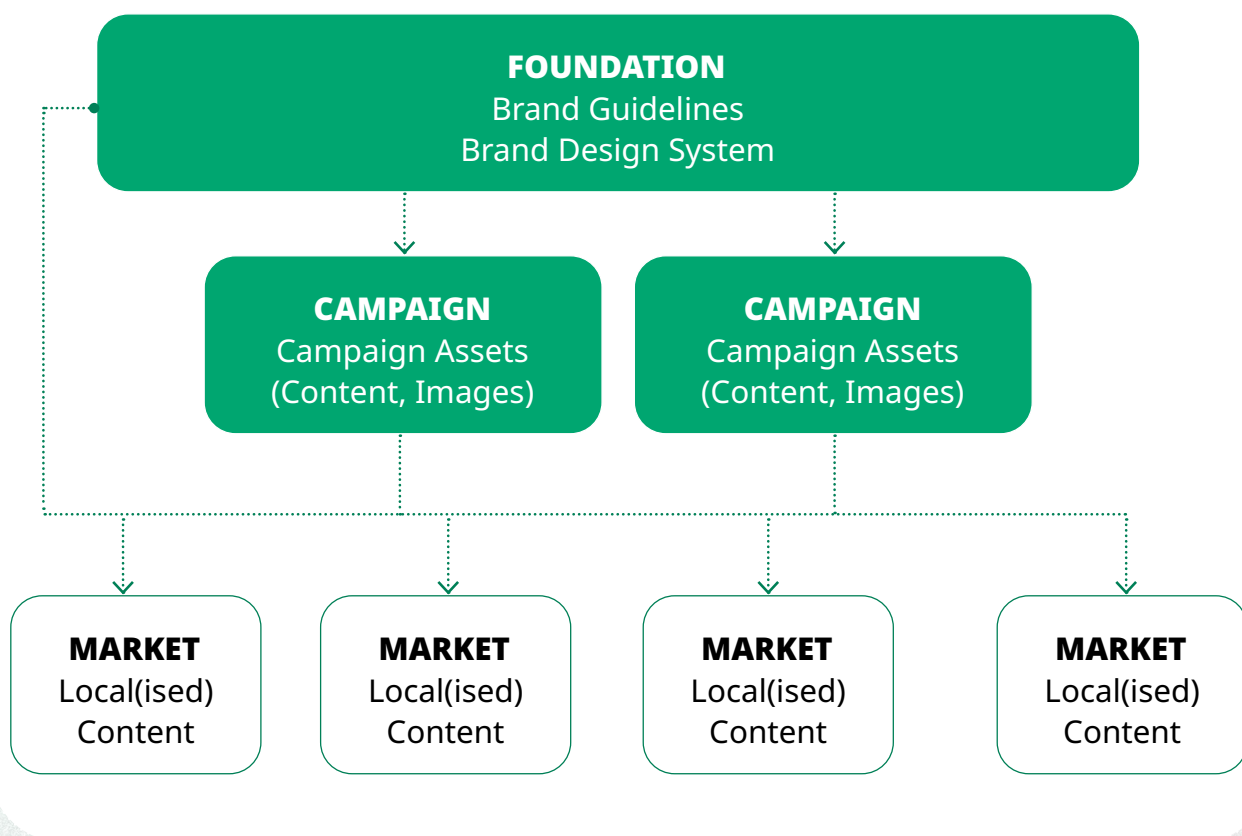 FOUNDATION
Brand Guidelines
Brand Design System
CAMPAIGN
Campaign Assets
(Content, Images)
CAMPAIGN
Campaign Assets
(Content, Images)
MARKET
Local(ised)
Content
MARKET
Local(ised)
Content
MARKET
Local(ised)
Content
MARKET
Local(ised)
Content